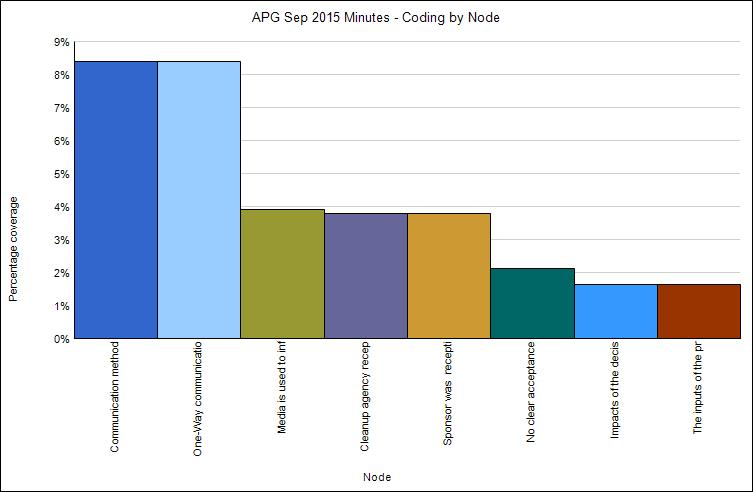 APG Sep 2015 Minutes - Coding by Node
9%
8%
7%
6%
5%
4%
3%
2%
1%
0%
Percentage coverage
Communication method
One-Way communicatio
Media is used to inf
Cleanup agency recep
Sponsor was  recepti
No clear acceptance
Impacts of the decis
The inputs of the pr
Node